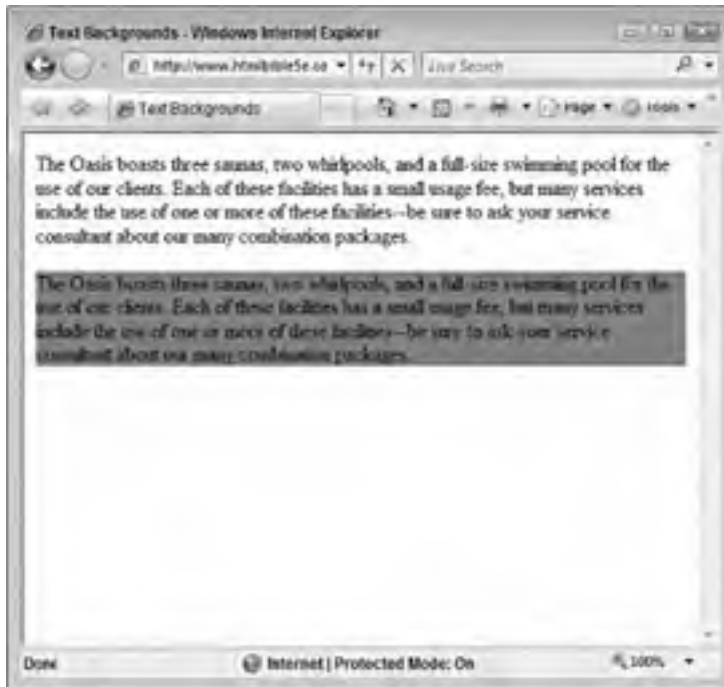 Text Backgrounds - Windows Internet Explorer
http://www.htmlbible5e.co
Live Search
Text Backgrounds Page Tools
The Oasis boasts three saunas, two whirlpools, and a full-size swimming pool for the
use of our clients. Each of these facilities has a small usage fee, but many services
include the use of one or more of these facilities--be sure to ask your service
consultant about our many combination packages.
The Oasis boasts three saunas, two whirlpools, and a full-size swimming pool for the
use of our clients. Each of these facilities has a small usage fee, but many services
include the use of one or more of these facilities--be sure to ask your service
consultant about our many combination packages.
Done Internet | Protected Mode: On 100%